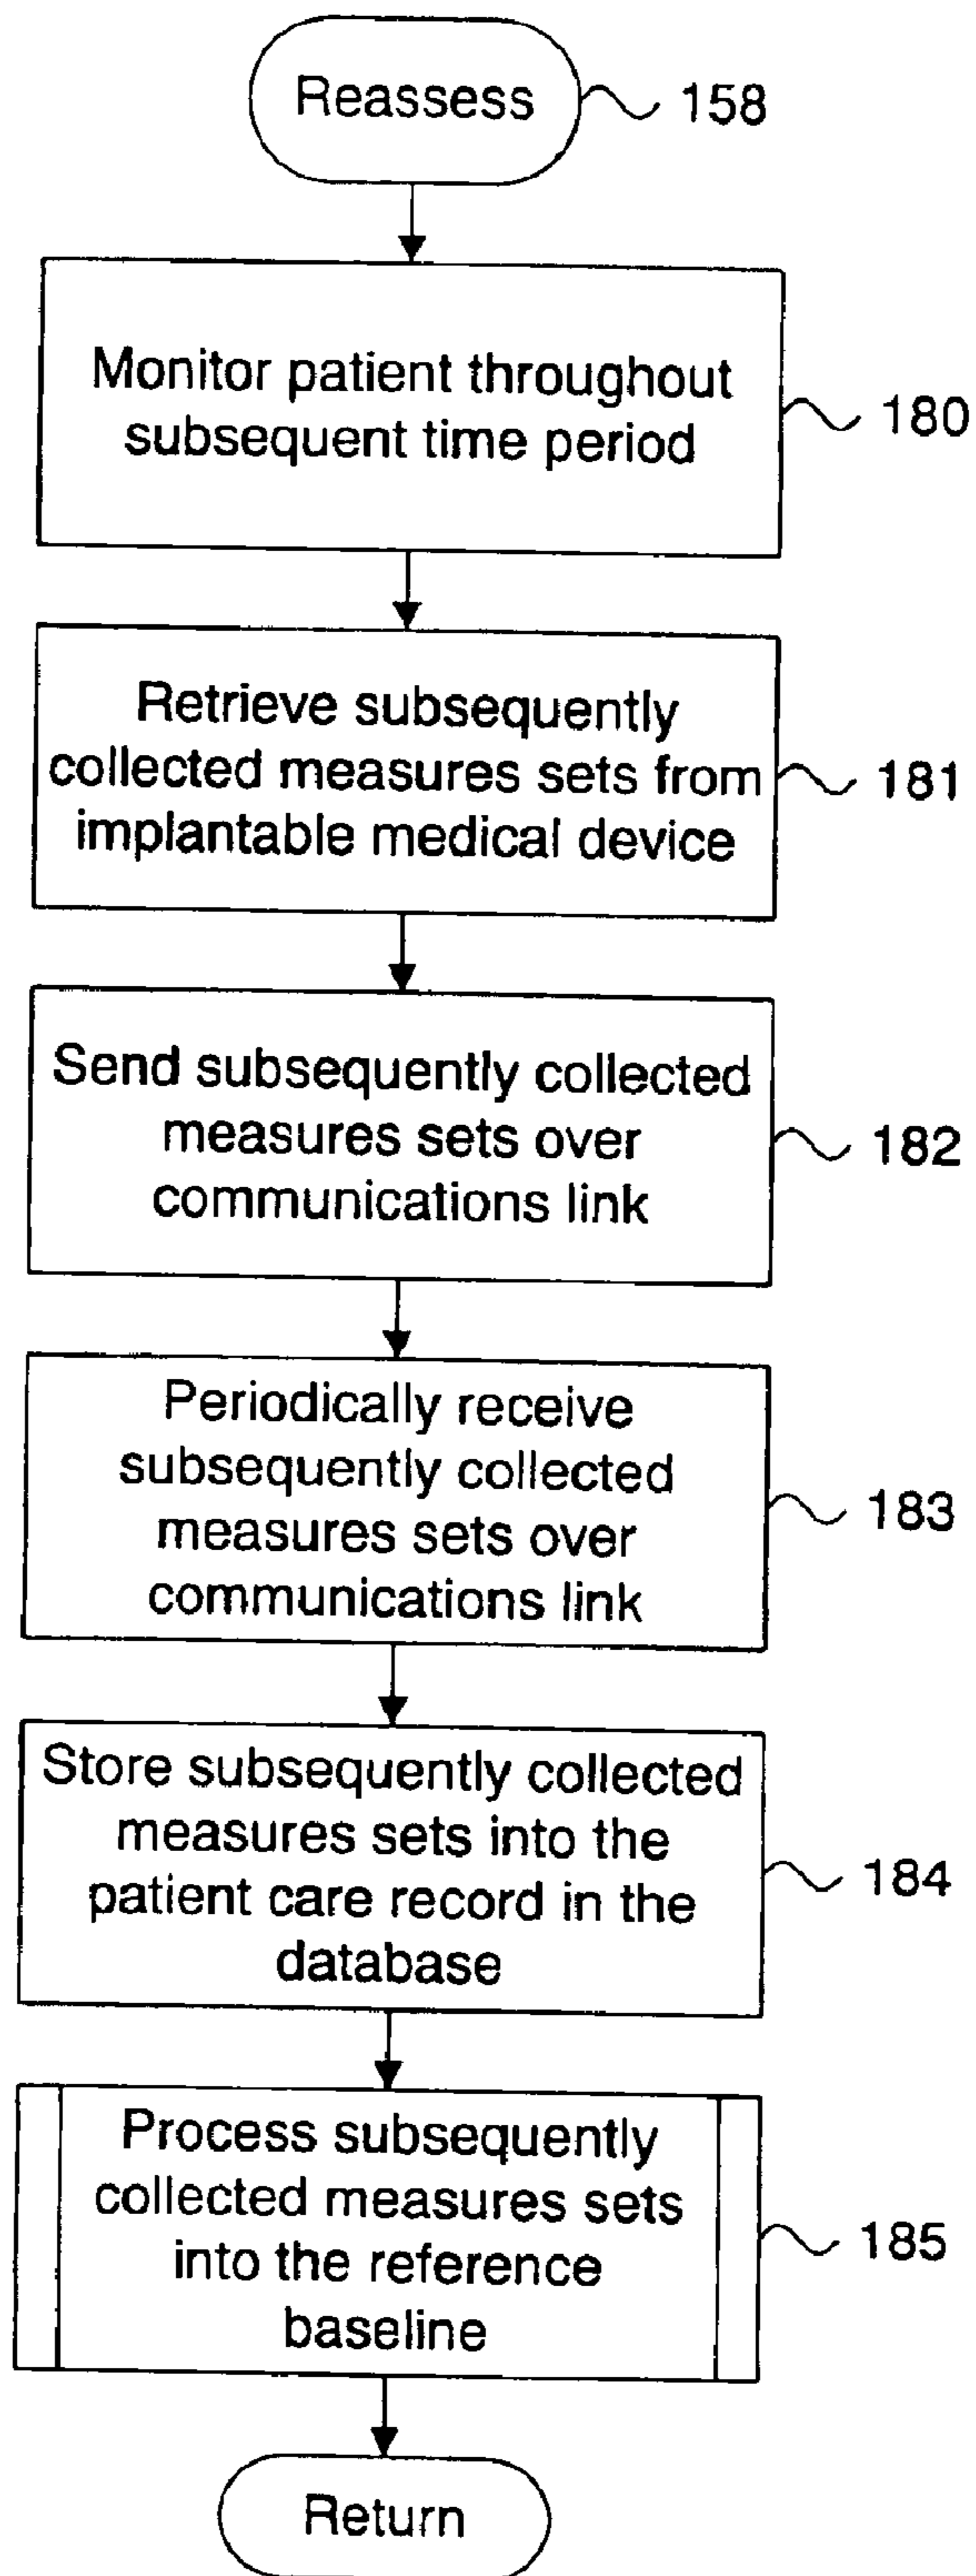 Reassess
158
Monitor patient throughout
subsequent time period
180
Retrieve subsequently
collected measures sets from
implantable medical device
181
Send subsequently collected
measures sets over
communications link
182
Periodically receive
subsequently collected
measures sets over
communications link
183
Store subsequently collected
measures sets into the
patient care record in the
database
184
Process subsequently
collected measures sets
into the reference
baseline
185
Return